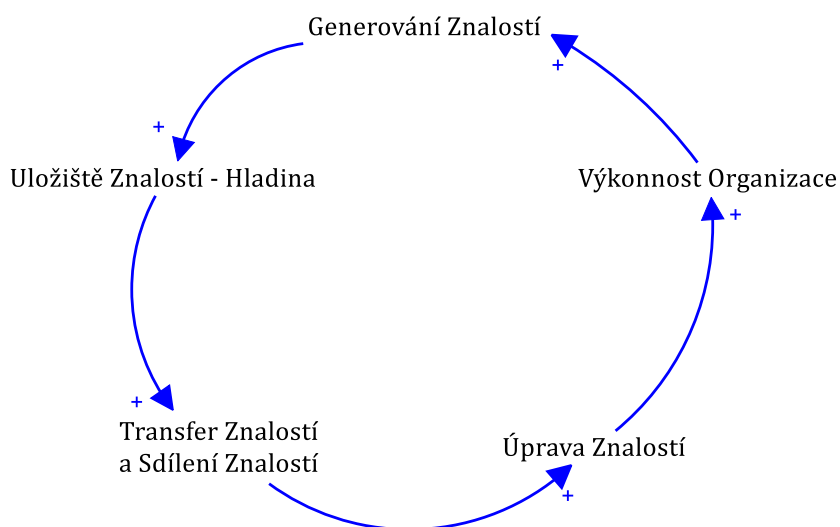 Generování Znalostí
+
+
Uložiště Znalostí - Hladina
Výkonnost Organizace
+
+
Transfer Znalostí
a Sdílení Znalostí
Úprava Znalostí
+